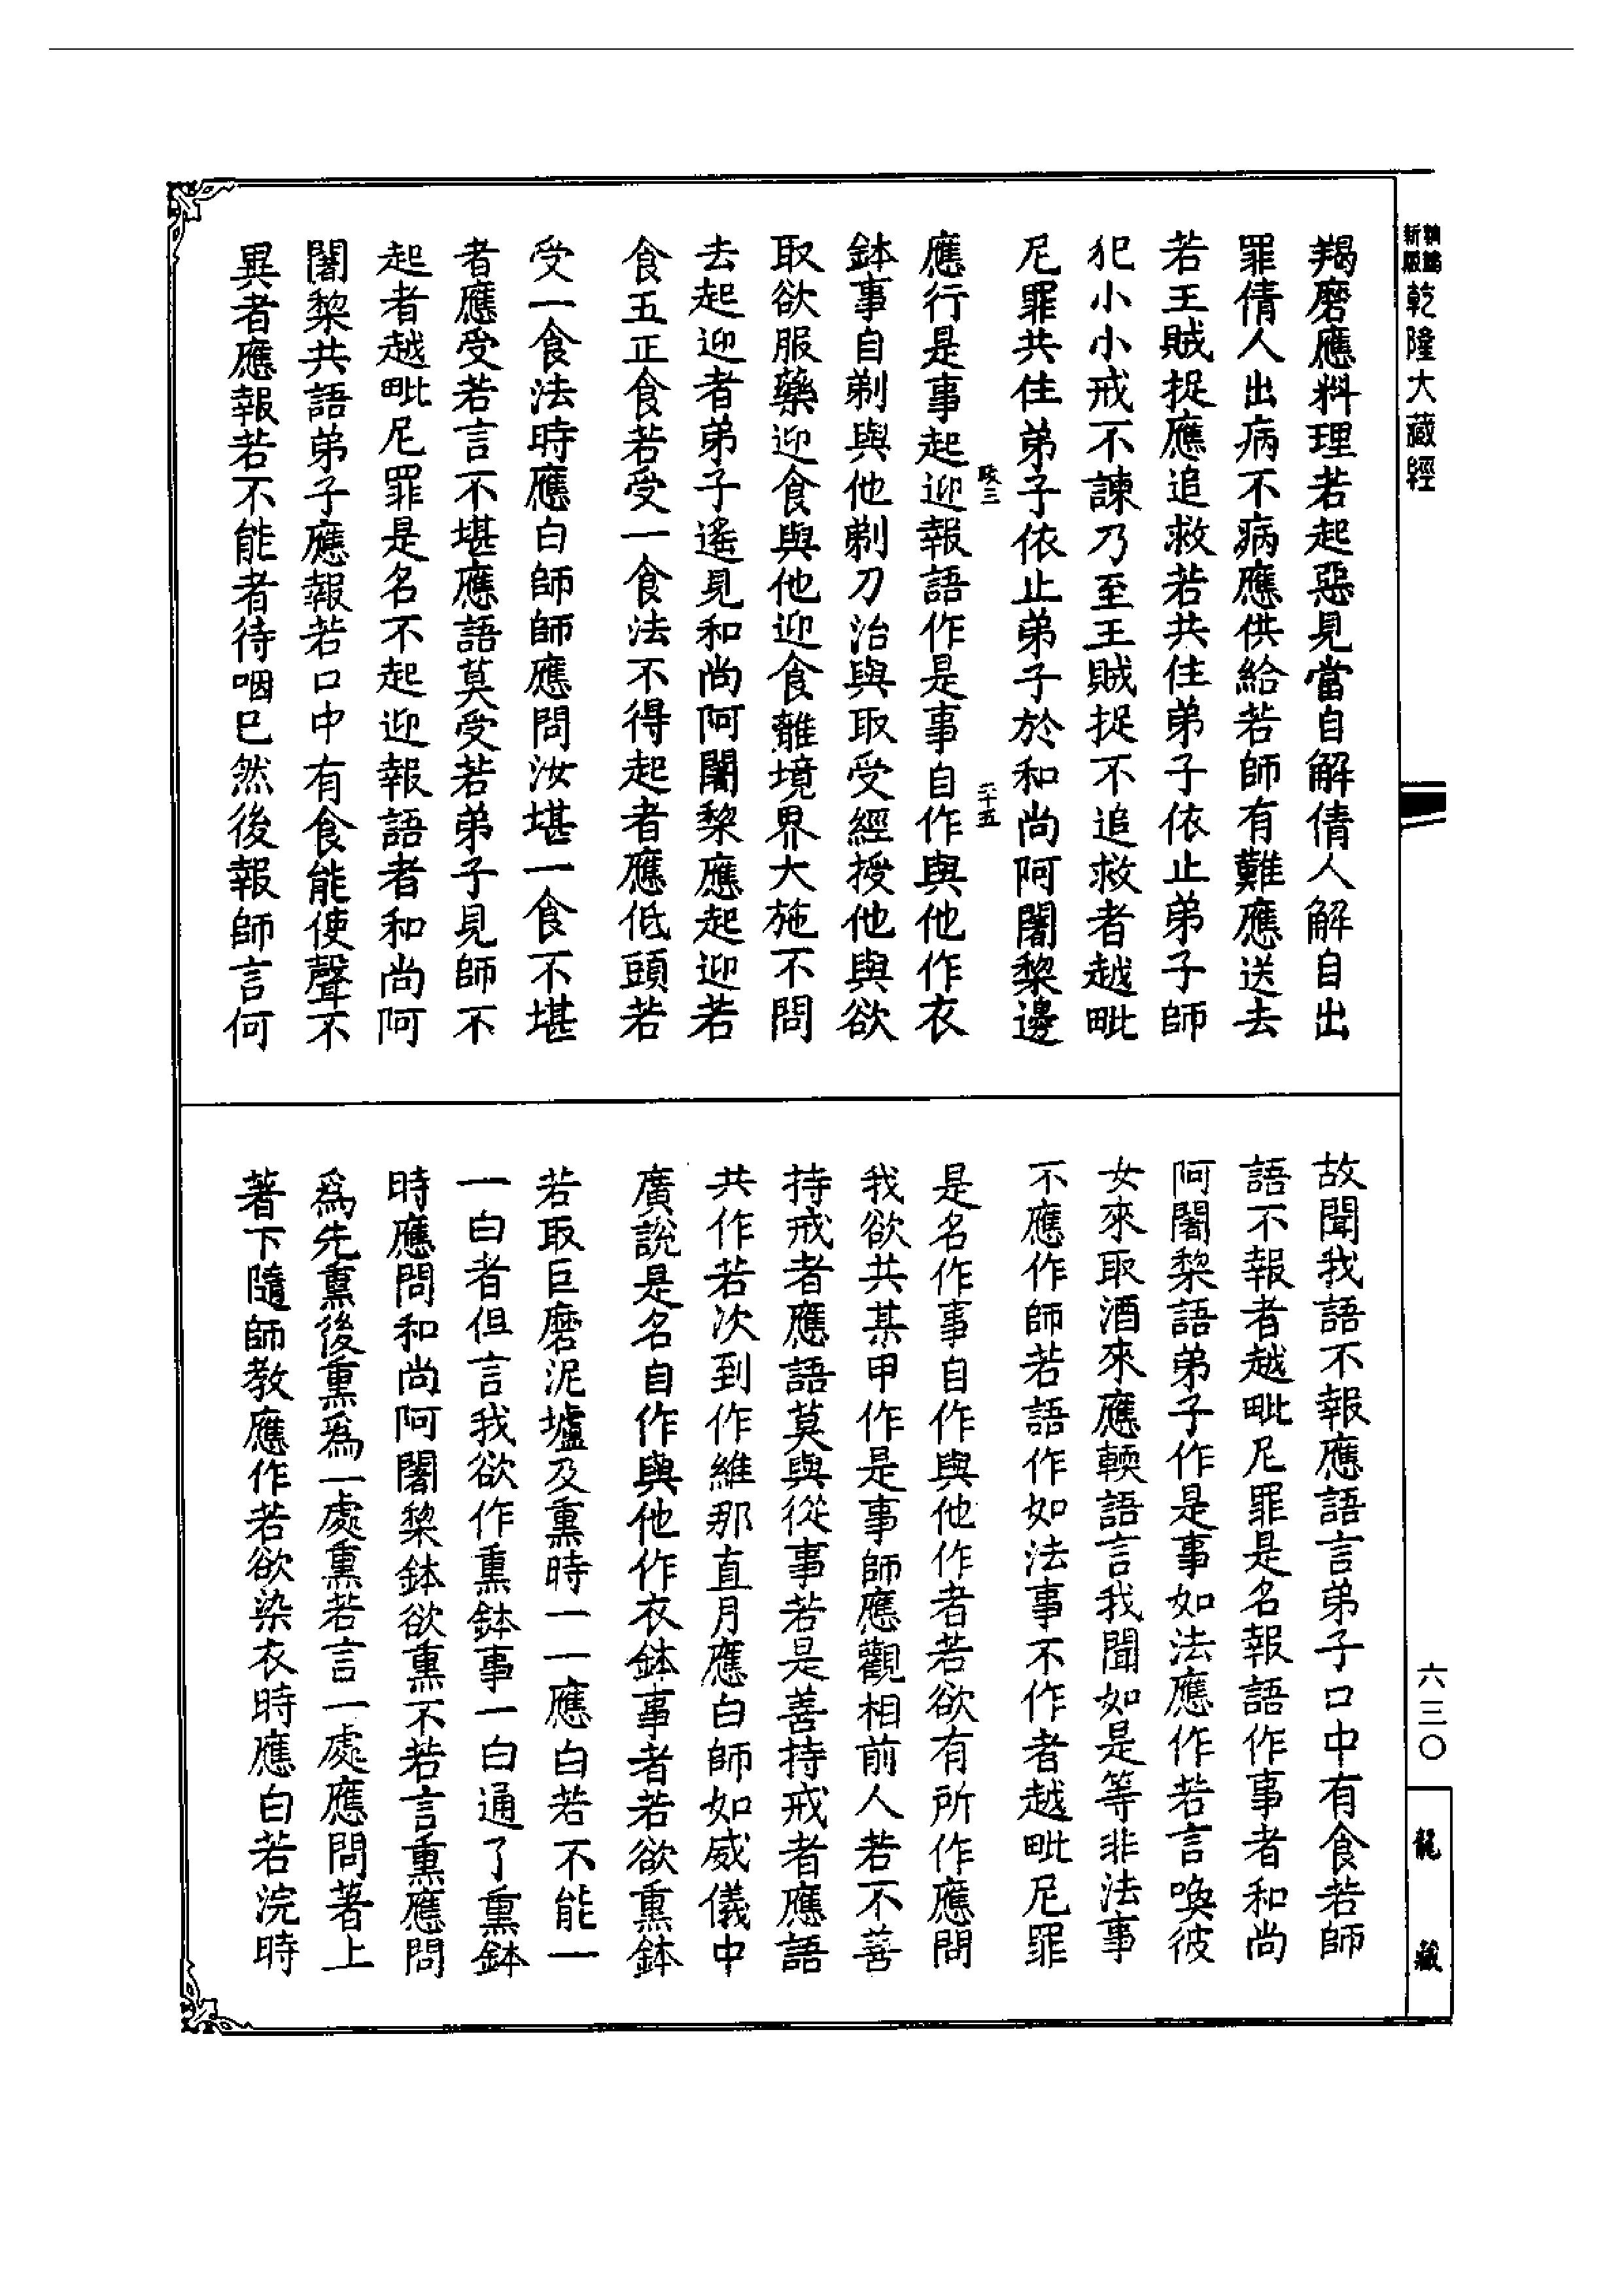 新版
乾隆大藏經
羯磨應料理若起惡見當自解倩人解自出
罪倩人出病不病應供給若師有難應送去
若王賊捉應追救若共住弟子依止弟子師
犯小小戒不諫乃至王賊捉不追救者越毗
尼罪共住弟子依止弟子於和尚阿闍黎邊
三
二十五
應行是事起迎報語作是事自作與他作衣
鉢事自剃與他剃刀治與取受經授他與欲
取欲服藥迎食與他迎食離境界大施不問
去起迎者弟子遙見和尚阿闍黎應起迎若
食五正食若受一食法不得起者應低頭若
受一食法時應白師師應問汝堪一食不堪
者應受若言不堪應語莫受若弟子見師不
起者越毗尼罪是名不起迎報語者和尚阿
闍黎共語弟子應報若口中有食能使聲不
異者應報若不能者待咽已然後報師言何
故聞我語不報應語言弟子口中有食若師
語不報者越毗尼罪是名報語作事者和尚
阿闍黎語弟子作是事如法應作若言喚彼
女來取酒來應輭語言我聞如是等非法事
不應作師若語作如法事不作者越毗尼罪
是名作事自作與他作者若欲有所作應問
我欲共某甲作是事師應觀相前人若不善
持戒者應語莫與從事若是善持戒者應語
共作若次到作維那直月應白師如威儀中
廣說是名自作與他作衣鉢事者若欲熏鉢
若取巨磨泥壚及熏時一一應白若不能一
一白者但言我欲作熏鉢事一白通了熏鉢
時應問和尚阿闍黎鉢欲熏不若言熏應問
為先熏後熏為一處熏若言一處應問著上
著下隨師教應作若欲染衣時應白若浣時
六三〇
龍藏